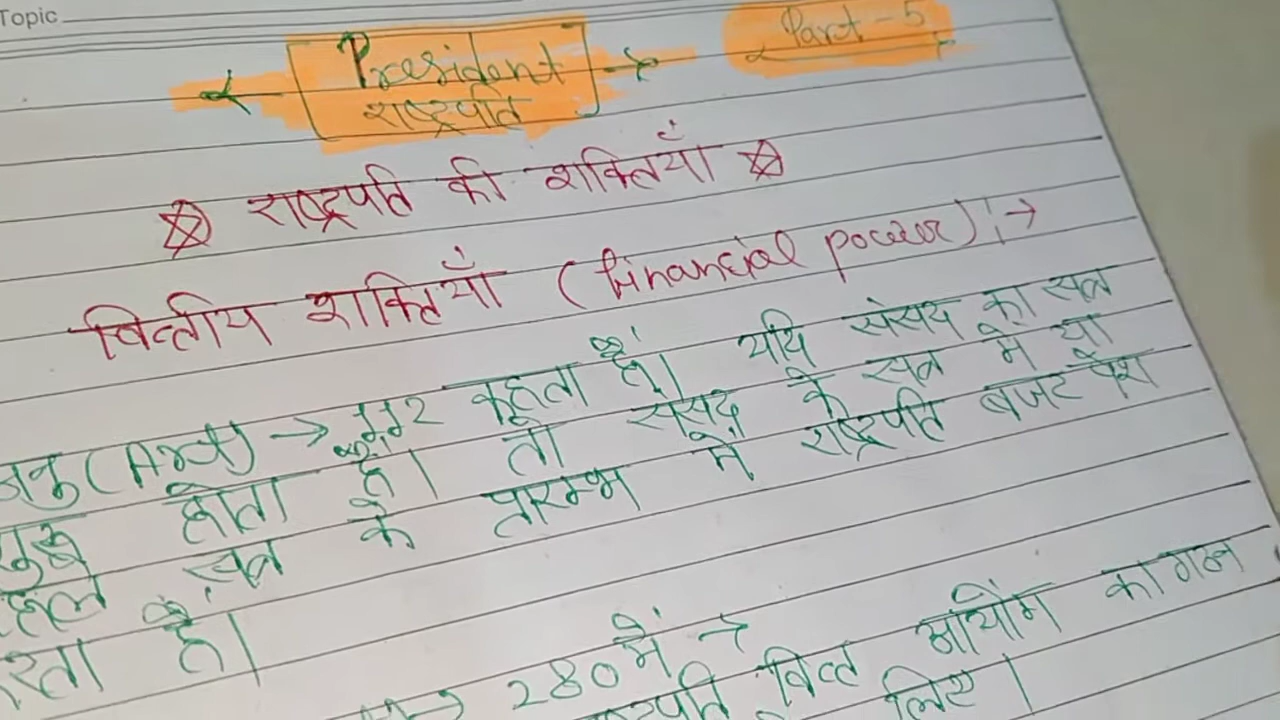 Topic
President
राष्ट्रपति
Part - 5
राष्ट्रपति की शक्तियाँ
वित्तीय शक्तियाँ (financial power) :→
अनु (Art) → 112 कहता है। यदि संसद का सत्र
शुरू होता है। तो संसद के सत्र में या
पहले सत्र के प्रारम्भ में राष्ट्रपति बजट पेश
करता है।
→ 280 में →
राष्ट्रपति वित्त आयोग का गठन
लिए।